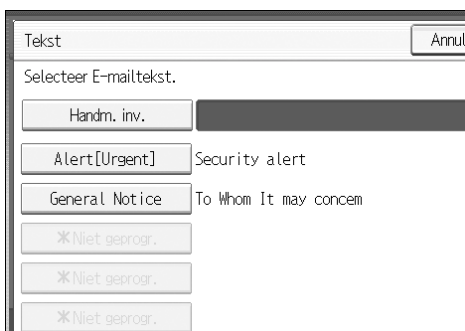 Tekst Annul
Selecteer E-mailtekst.
Handm. inv.
Alert[Urgent] Security alert
General Notice To Whom It may concem
*Niet geprogr.
*Niet geprogr.
*Niet geprogr.